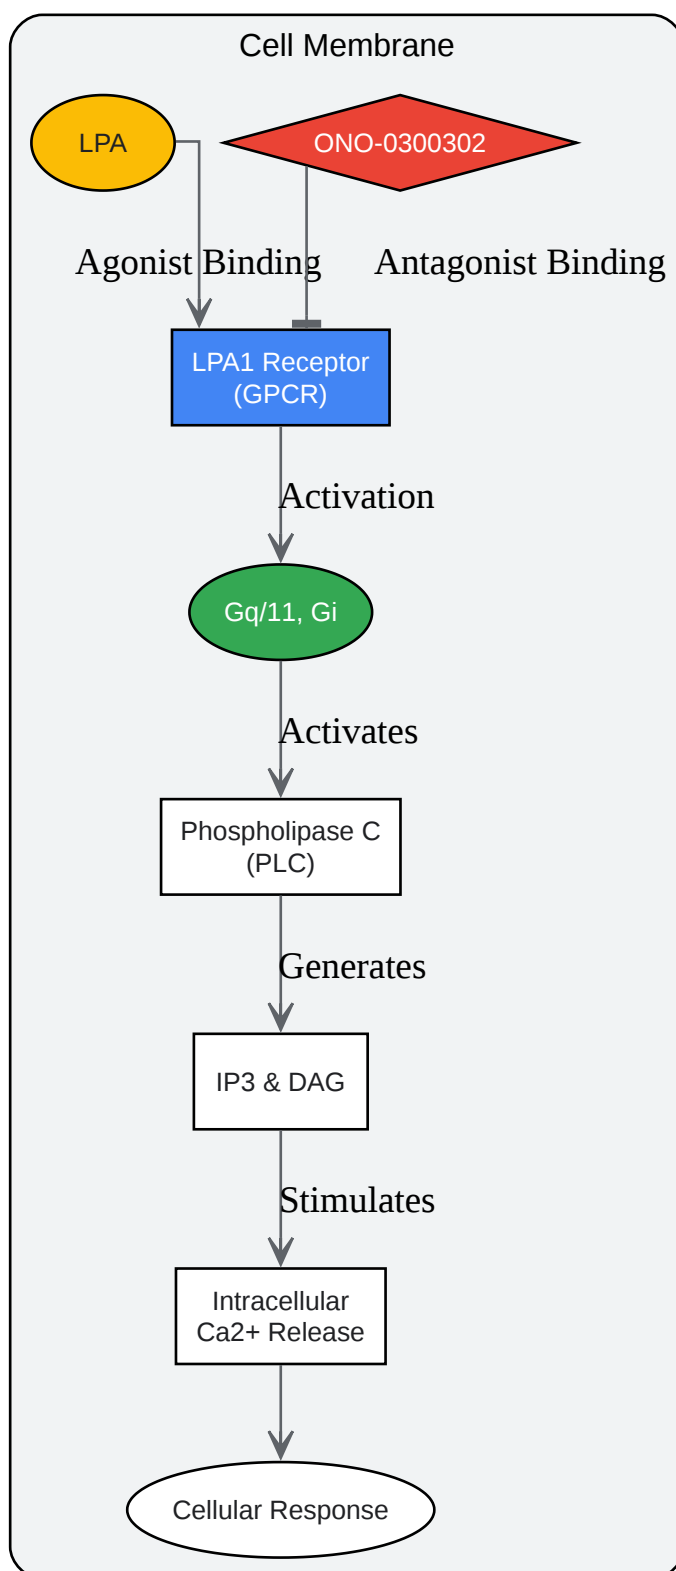 Cell Membrane
LPA
ONO-0300302
Agonist Binding
Antagonist Binding
LPA1 Receptor
(GPCR)
Activation
Gq/11, Gi
Activates
Phospholipase C
(PLC)
Generates
IP3 & DAG
Stimulates
Intracellular
Ca2+ Release
Cellular Response